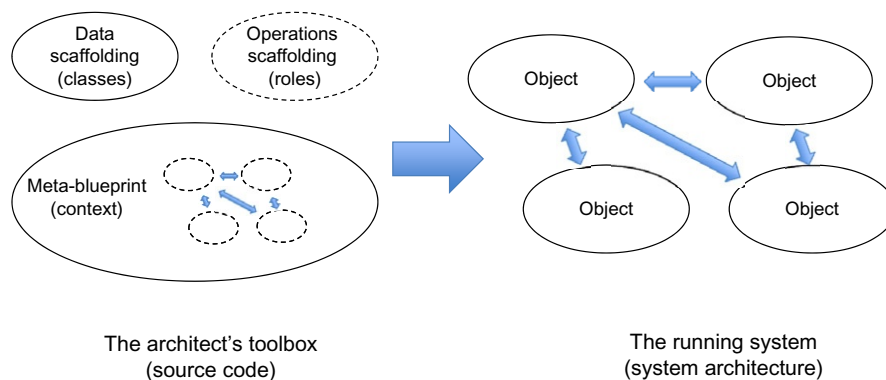 Data
scaffolding
(classes)
Operations
scaffolding
(roles)
Meta-blueprint
(context)
Object
Object
Object
Object
The architect's toolbox
(source code)
The running system
(system architecture)